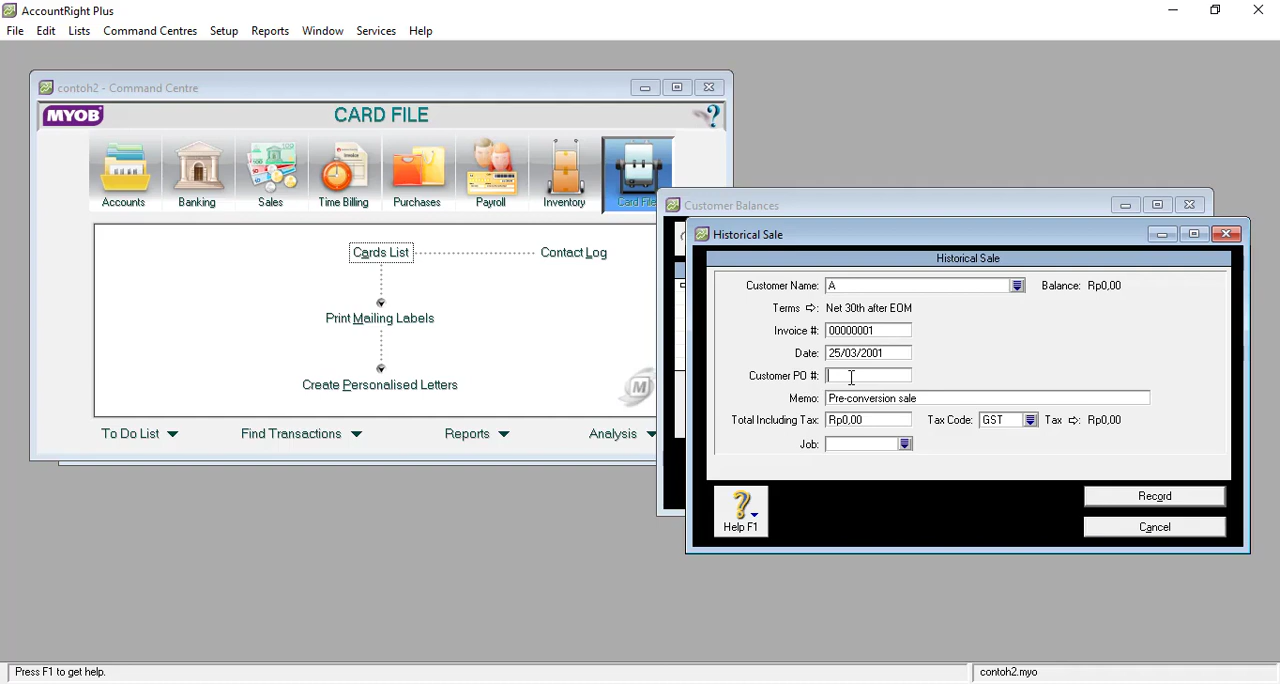 AccountRight Plus
File Edit Lists Command Centres Setup Reports Window Services Help
contoh2 - Command Centre
MYOB CARD FILE
Accounts Banking Sales Time Billing Purchases Payroll Inventory Card File
Cards List Contact Log
Print Mailing Labels
Create Personalised Letters
To Do List Find Transactions Reports Analysis
Customer Balances
Historical Sale
Historical Sale
Customer Name: A Balance: Rp0,00
Terms Net 30th after EOM
Invoice #: 00000001
Date: 25/03/2001
Customer PO #:
Memo: Pre-conversion sale
Total Including Tax: Rp0,00 Tax Code: GST Tax Rp0,00
Job:
Help F1
Record
Cancel
Press F1 to get help. contoh2.myo